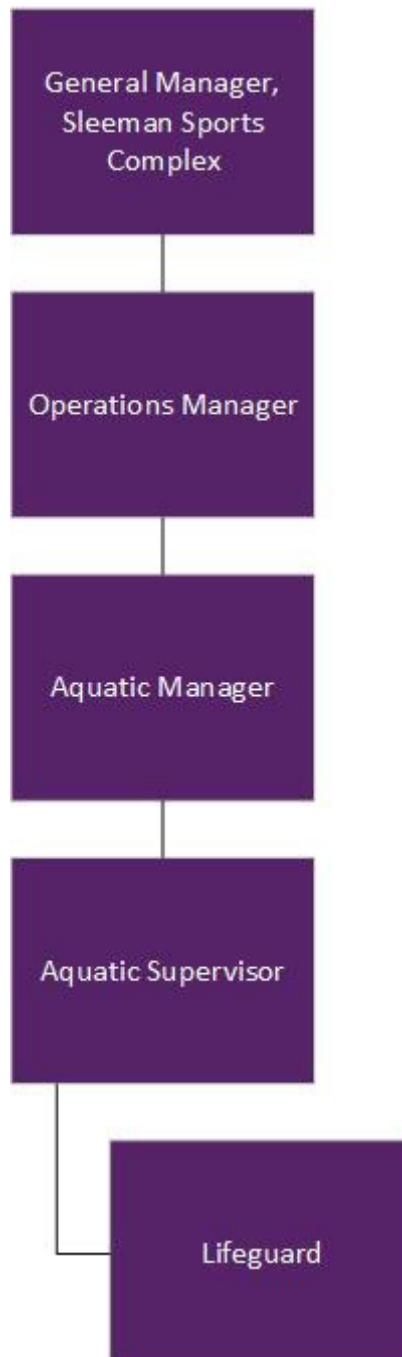 General Manager,
Sleeman Sports
Complex
Operations Manager
Aquatic Manager
Aquatic Supervisor
Lifeguard